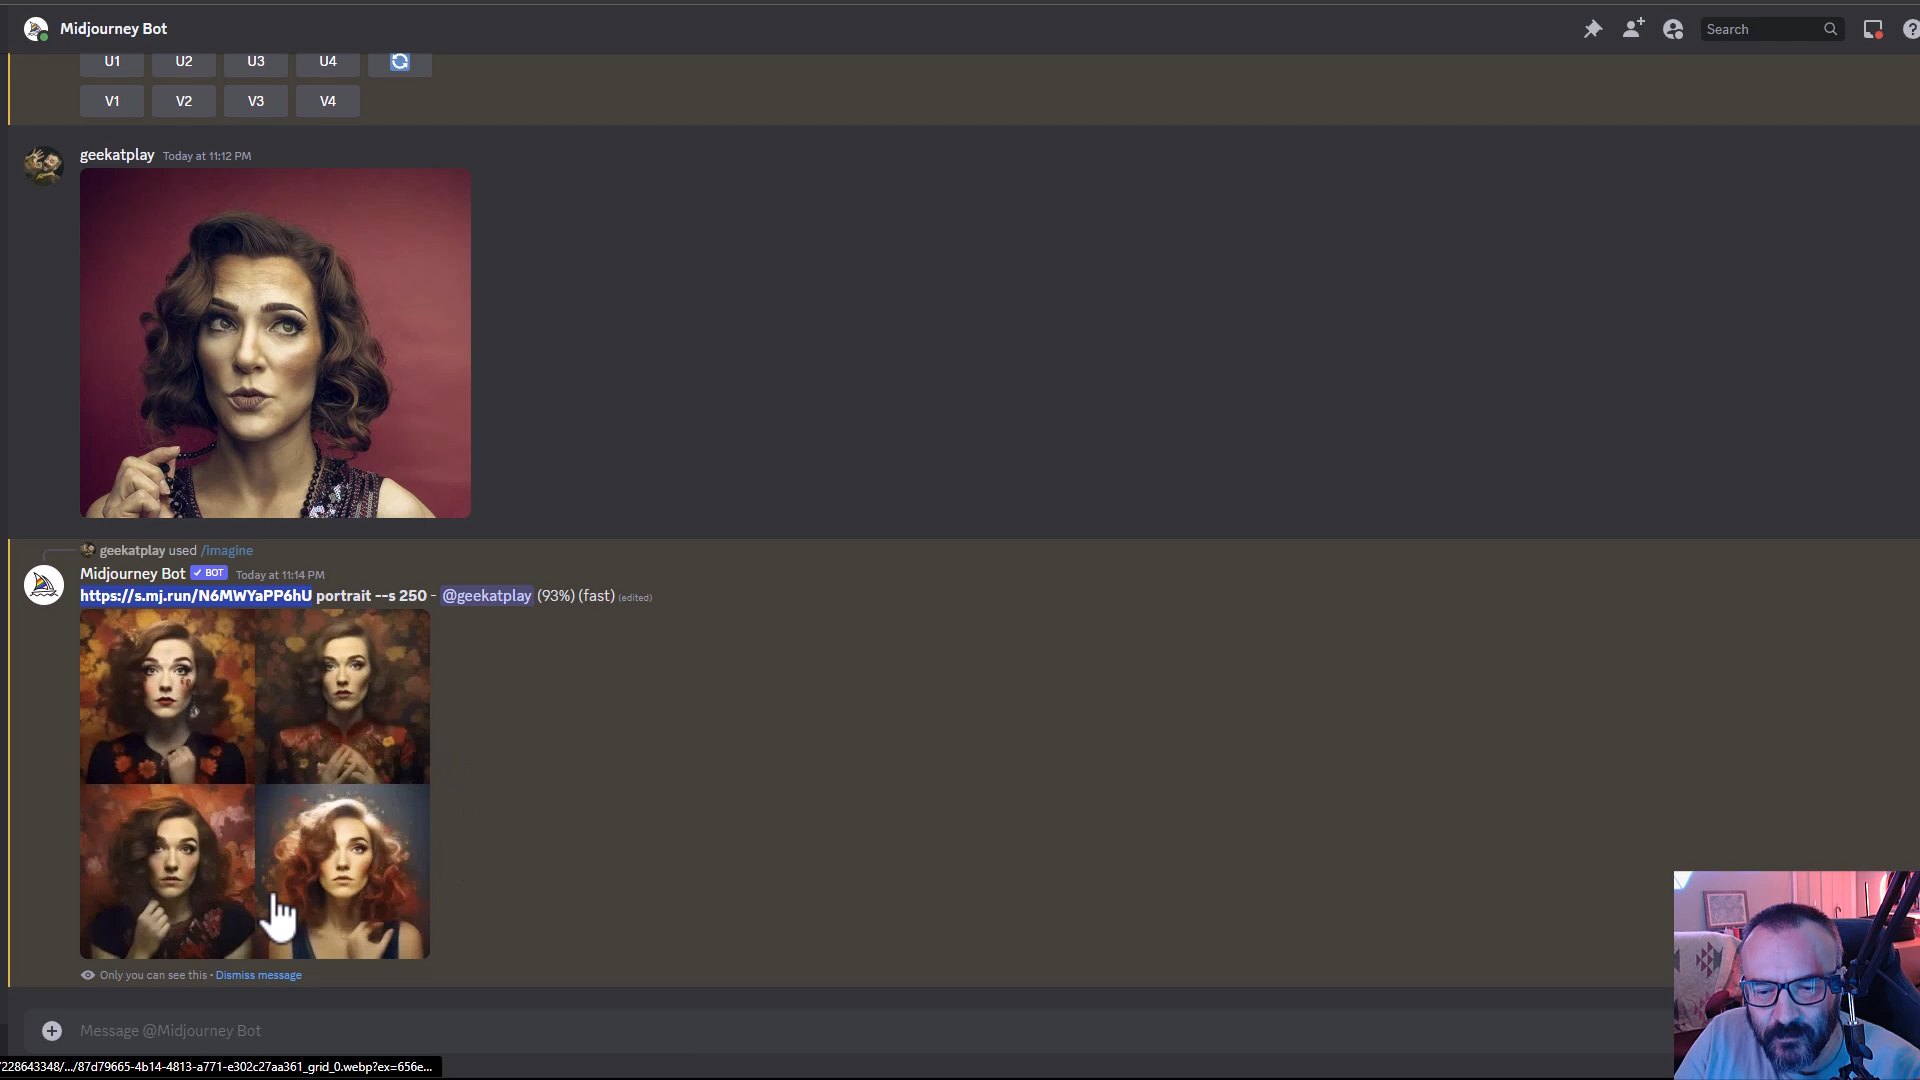 Midjourney Bot
Search
U1 U2 U3 U4
V1 V2 V3 V4
geekatplay Today at 11:12 PM
geekatplay used /imagine
Midjourney Bot ✓ BOT Today at 11:14 PM
https://s.mj.run/N6MWYaPP6hU portrait --s 250 - @geekatplay (93%) (fast) (edited)
Only you can see this • Dismiss message
Message @Midjourney Bot
228643348/.../87d79665-4b14-4813-a771-e302c27aa361_grid_0.webp?ex=656e...